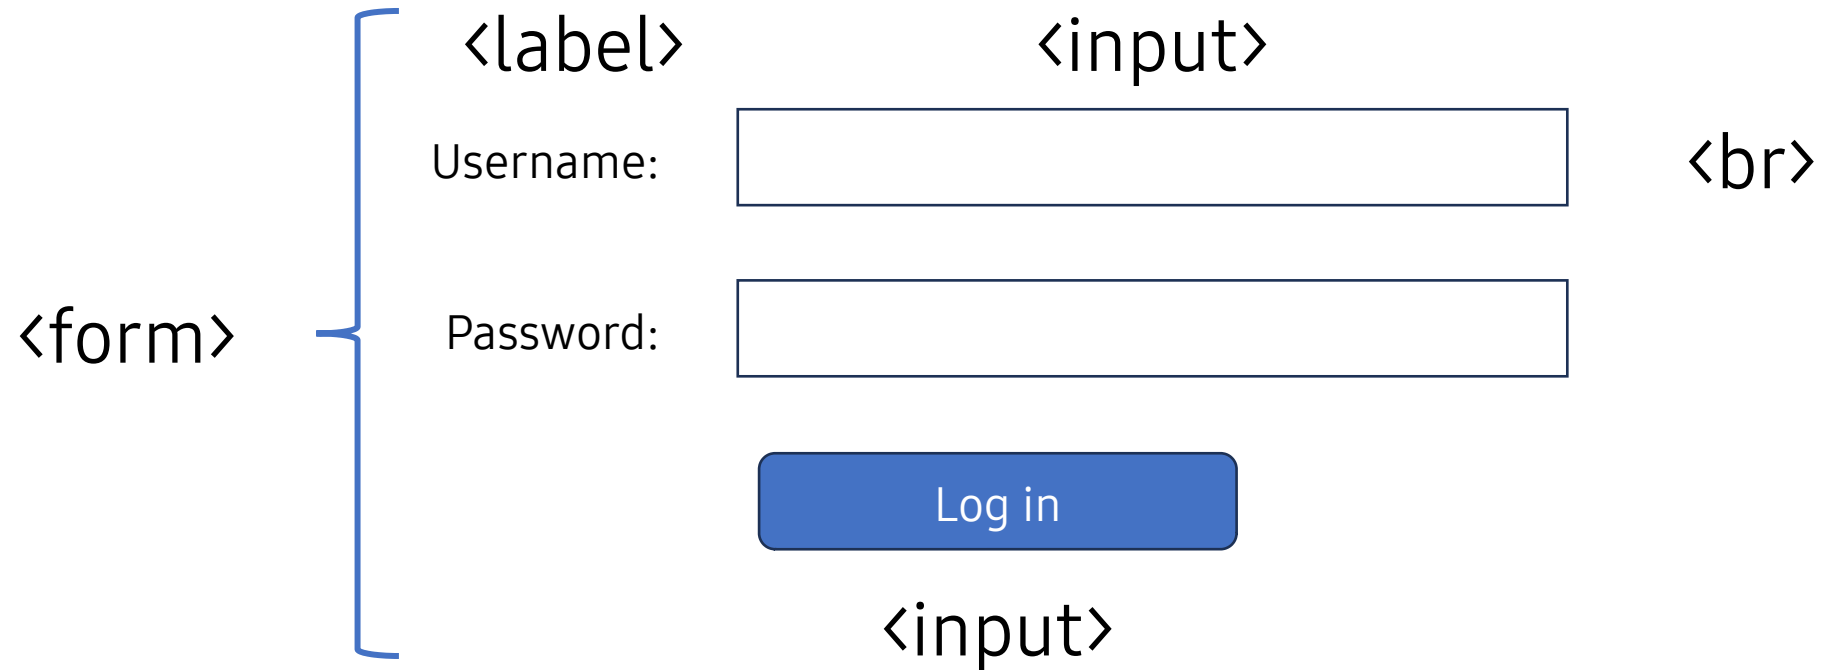 <label> <input>
Username: <br>
<form> Password:
Log in
<input>